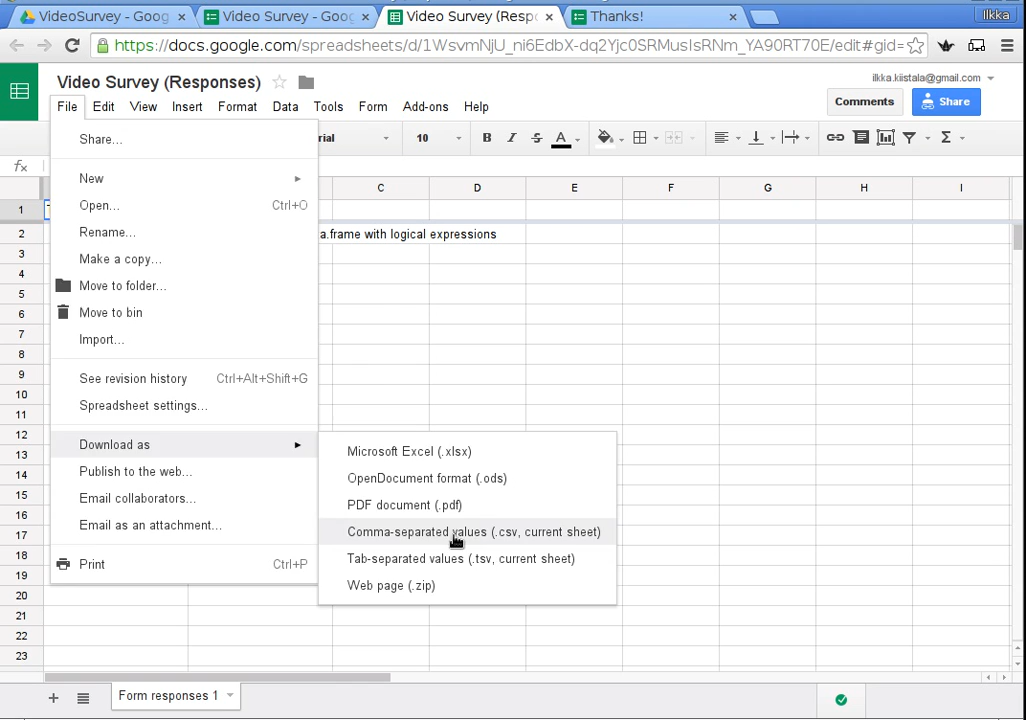 VideoSurvey - Goog
Video Survey - Goog
Video Survey (Resp
Thanks!
Ilkka
https://docs.google.com/spreadsheets/d/1WsvmNjU_ni6EdbX-dq2Yjc0SRMusIsRNm_YA90RT70E/edit#gid=
Video Survey (Responses)
ilkka.kiistala@gmail.com
File Edit View Insert Format Data Tools Form Add-ons Help
Comments
Share
rial
10
B I S A
fx
C D E F G H I
1
2
a.frame with logical expressions
3
4
5
6
7
8
9
10
11
12
13
14
15
16
17
18
19
20
21
22
23
Share...
New
Open... Ctrl+O
Rename...
Make a copy...
Move to folder...
Move to bin
Import...
See revision history Ctrl+Alt+Shift+G
Spreadsheet settings...
Download as
Publish to the web...
Email collaborators...
Email as an attachment...
Print Ctrl+P
Microsoft Excel (.xlsx)
OpenDocument format (.ods)
PDF document (.pdf)
Comma-separated values (.csv, current sheet)
Tab-separated values (.tsv, current sheet)
Web page (.zip)
Form responses 1